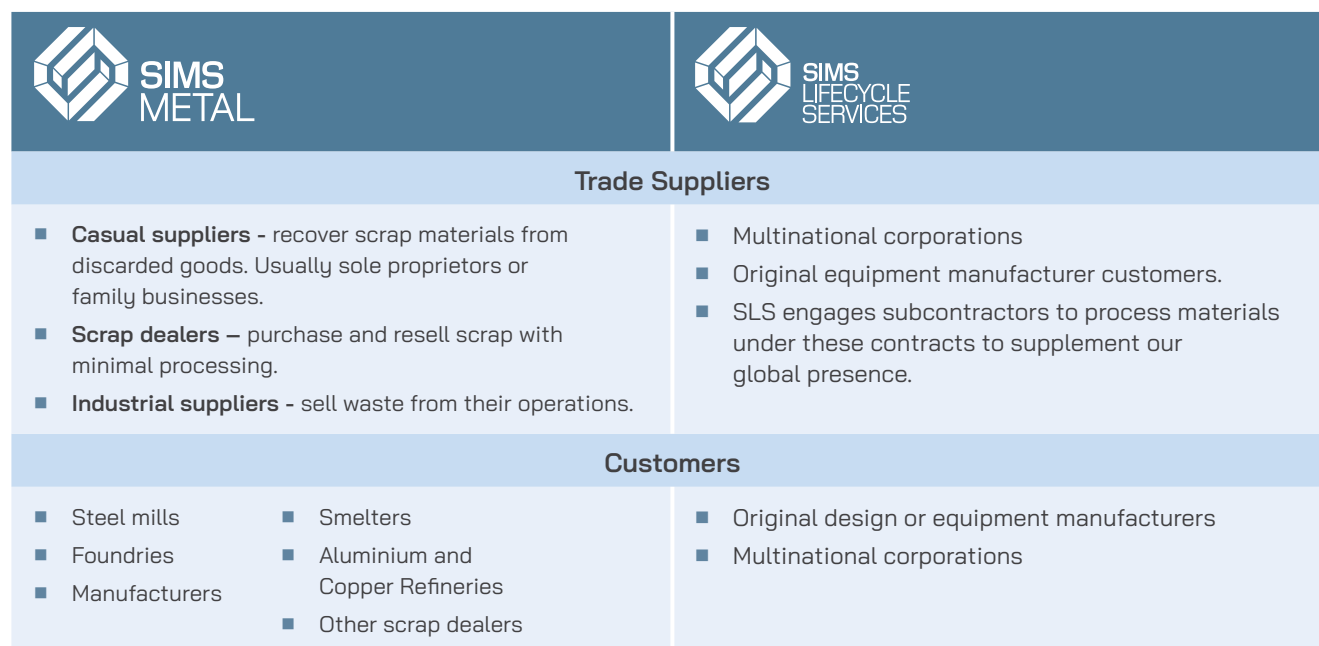 SIMS
METAL
SIMS
LIFECYCLE
SERVICES
Trade Suppliers
Casual suppliers - recover scrap materials from
discarded goods. Usually sole proprietors or
family businesses.
Scrap dealers – purchase and resell scrap with
minimal processing.
Industrial suppliers - sell waste from their operations.
Multinational corporations
Original equipment manufacturer customers.
SLS engages subcontractors to process materials
under these contracts to supplement our
global presence.
Customers
Steel mills
Foundries
Manufacturers
Smelters
Aluminium and
Copper Refineries
Other scrap dealers
Original design or equipment manufacturers
Multinational corporations